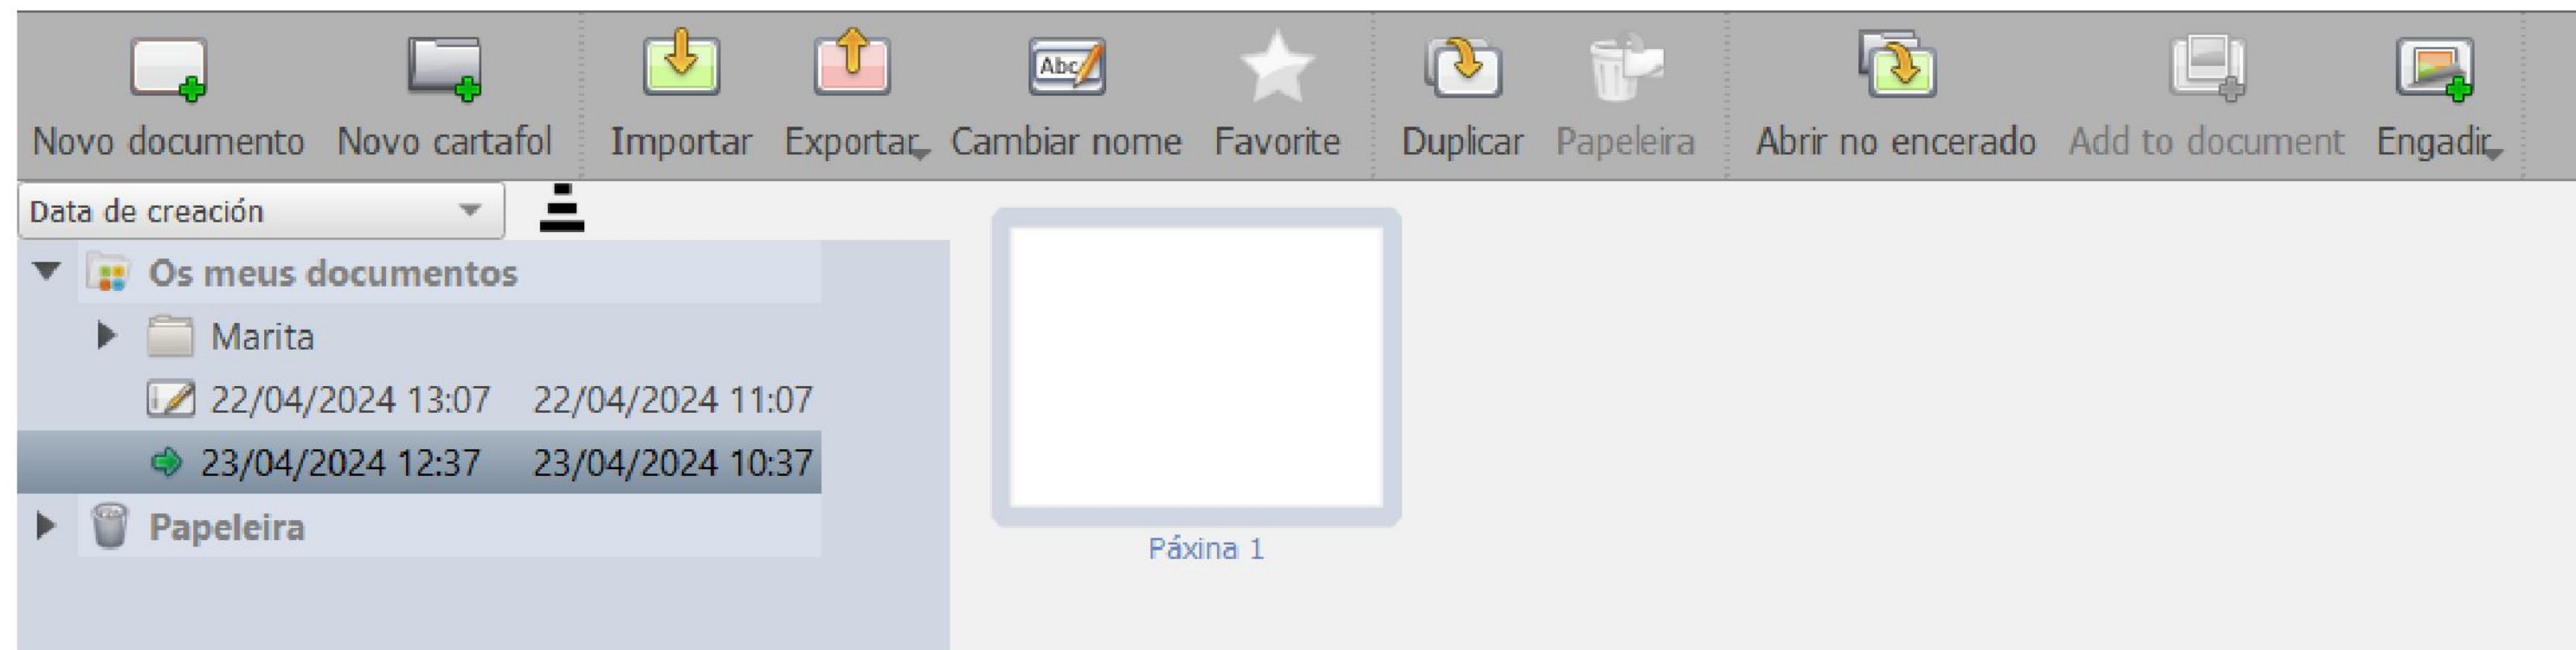 Abc
Novo documento Novo cartafol Importar Exportar Cambiar nome Favorite Duplicar Papeleira Abrir no encerado Add to document Engadir
Data de creación
Os meus documentos
Marita
22/04/2024 13:07 22/04/2024 11:07
23/04/2024 12:37 23/04/2024 10:37
Papeleira
Páxina 1